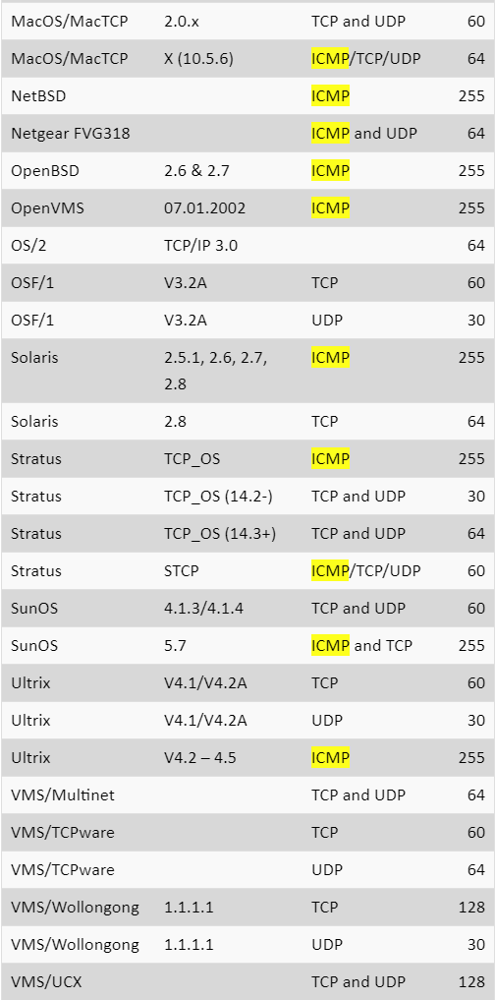 MacOS/MacTCP 2.0.x TCP and UDP 60
MacOS/MacTCP X (10.5.6) ICMP/TCP/UDP 64
NetBSD ICMP 255
Netgear FVG318 ICMP and UDP 64
OpenBSD 2.6 & 2.7 ICMP 255
OpenVMS 07.01.2002 ICMP 255
OS/2 TCP/IP 3.0 64
OSF/1 V3.2A TCP 60
OSF/1 V3.2A UDP 30
Solaris 2.5.1, 2.6, 2.7, ICMP 255
2.8
Solaris 2.8 TCP 64
Stratus TCP_OS ICMP 255
Stratus TCP_OS (14.2-) TCP and UDP 30
Stratus TCP_OS (14.3+) TCP and UDP 64
Stratus STCP ICMP/TCP/UDP 60
SunOS 4.1.3/4.1.4 TCP and UDP 60
SunOS 5.7 ICMP and TCP 255
Ultrix V4.1/V4.2A TCP 60
Ultrix V4.1/V4.2A UDP 30
Ultrix V4.2 – 4.5 ICMP 255
VMS/Multinet TCP and UDP 64
VMS/TCPware TCP 60
VMS/TCPware UDP 64
VMS/Wollongong 1.1.1.1 TCP 128
VMS/Wollongong 1.1.1.1 UDP 30
VMS/UCX TCP and UDP 128